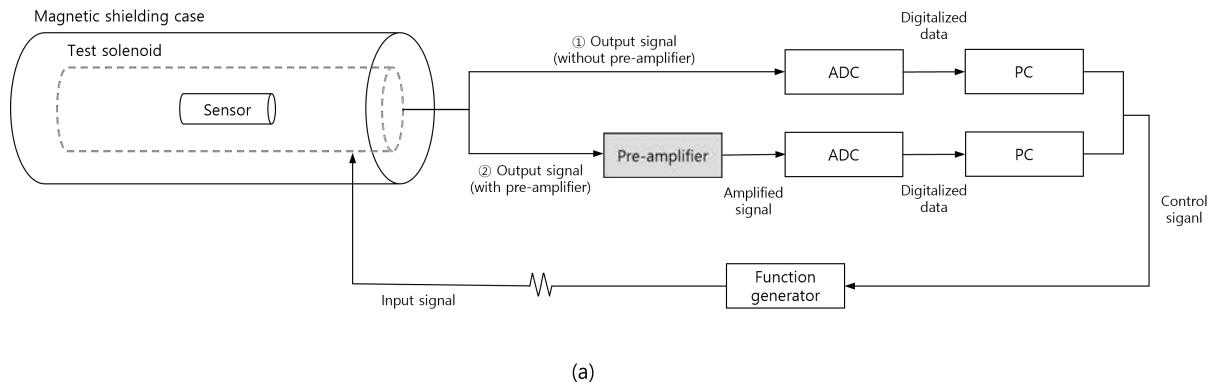 Magnetic shielding case
Test solenoid
Sensor
① Output signal
(without pre-amplifier)
ADC
Digitalized
data
PC
② Output signal
(with pre-amplifier)
Pre-amplifier
Amplified
signal
ADC
Digitalized
data
PC
Control
siganl
Function
generator
Input signal
(a)